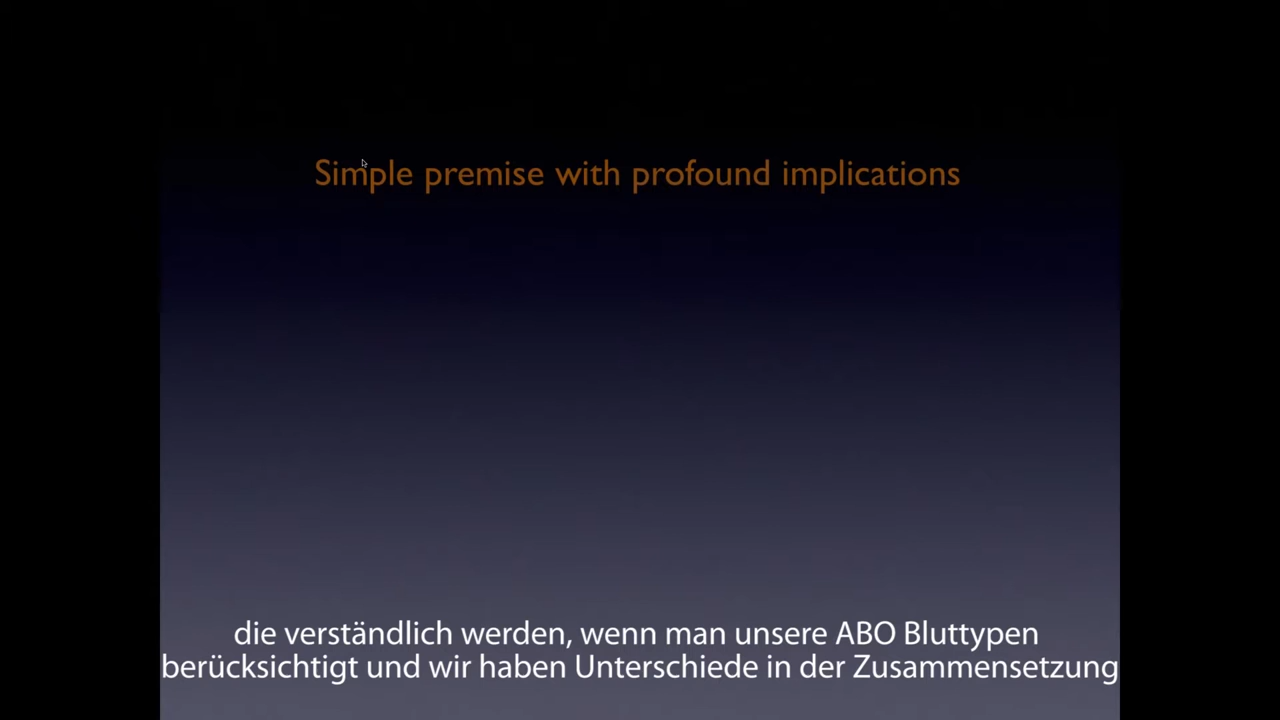 Simple premise with profound implications
die verständlich werden, wenn man unsere ABO Bluttypen
berücksichtigt und wir haben Unterschiede in der Zusammensetzung